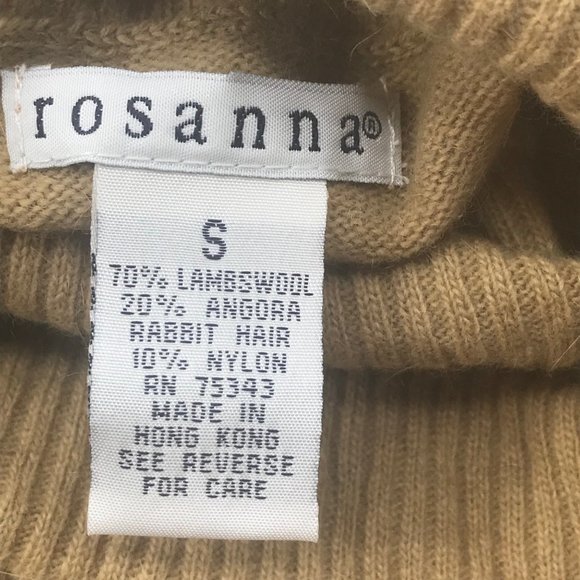 rosanna®
S
70% LAMBSWOOL
20% ANGORA
RABBIT HAIR
10% NYLON
RN 75343
MADE IN
HONG KONG
SEE REVERSE
FOR CARE